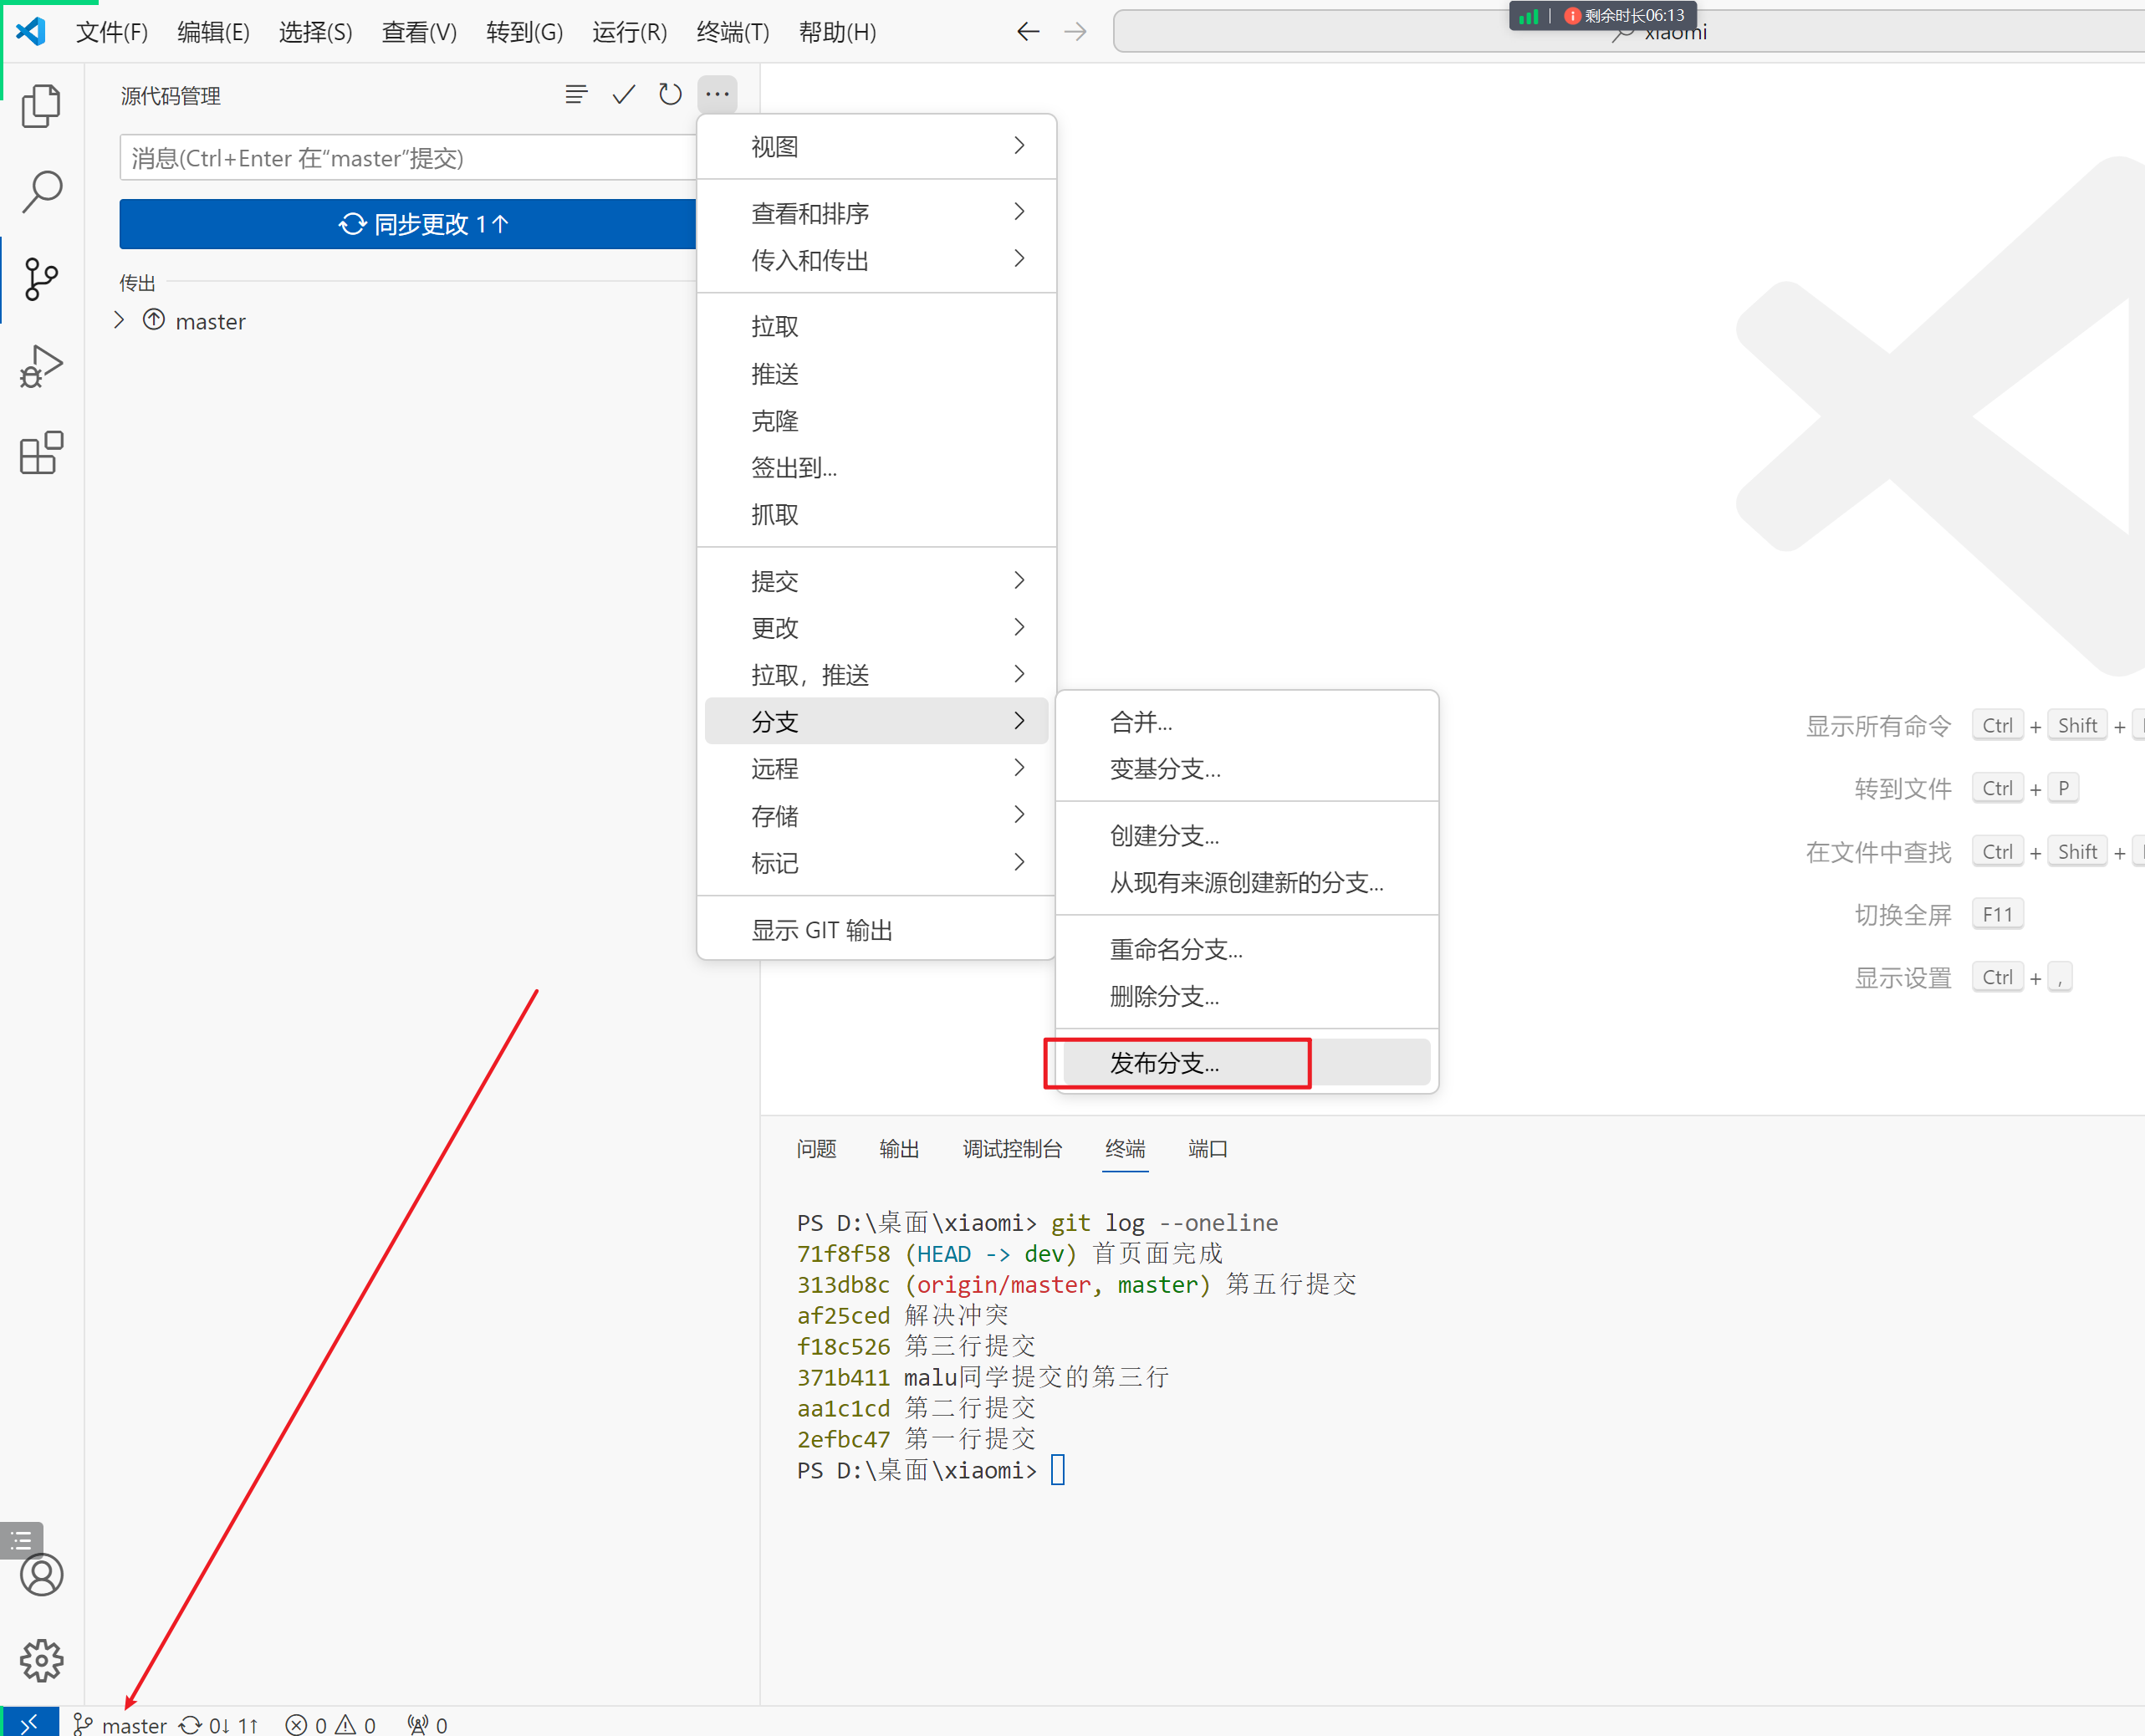 文件(F) 编辑(E) 选择(S) 查看(V) 转到(G) 运行(R) 终端(T) 帮助(H)
剩余时长06:13
xiaomi
源代码管理
消息(Ctrl+Enter 在“master”提交)
同步更改 1↑
传出
master
视图
查看和排序
传入和传出
拉取
推送
克隆
签出到...
抓取
提交
更改
拉取，推送
分支
远程
存储
标记
显示 GIT 输出
合并...
变基分支...
创建分支...
从现有来源创建新的分支...
重命名分支...
删除分支...
发布分支...
显示所有命令 Ctrl + Shift +
转到文件 Ctrl + P
在文件中查找 Ctrl + Shift +
切换全屏 F11
显示设置 Ctrl + ,
问题 输出 调试控制台 终端 端口
PS D:\桌面\xiaomi> git log --oneline
71f8f58 (HEAD -> dev) 首页面完成
313db8c (origin/master, master) 第五行提交
af25ced 解决冲突
f18c526 第三行提交
371b411 malu同学提交的第三行
aa1c1cd 第二行提交
2efbc47 第一行提交
PS D:\桌面\xiaomi>
master 0↓ 1↑ 0 0 0